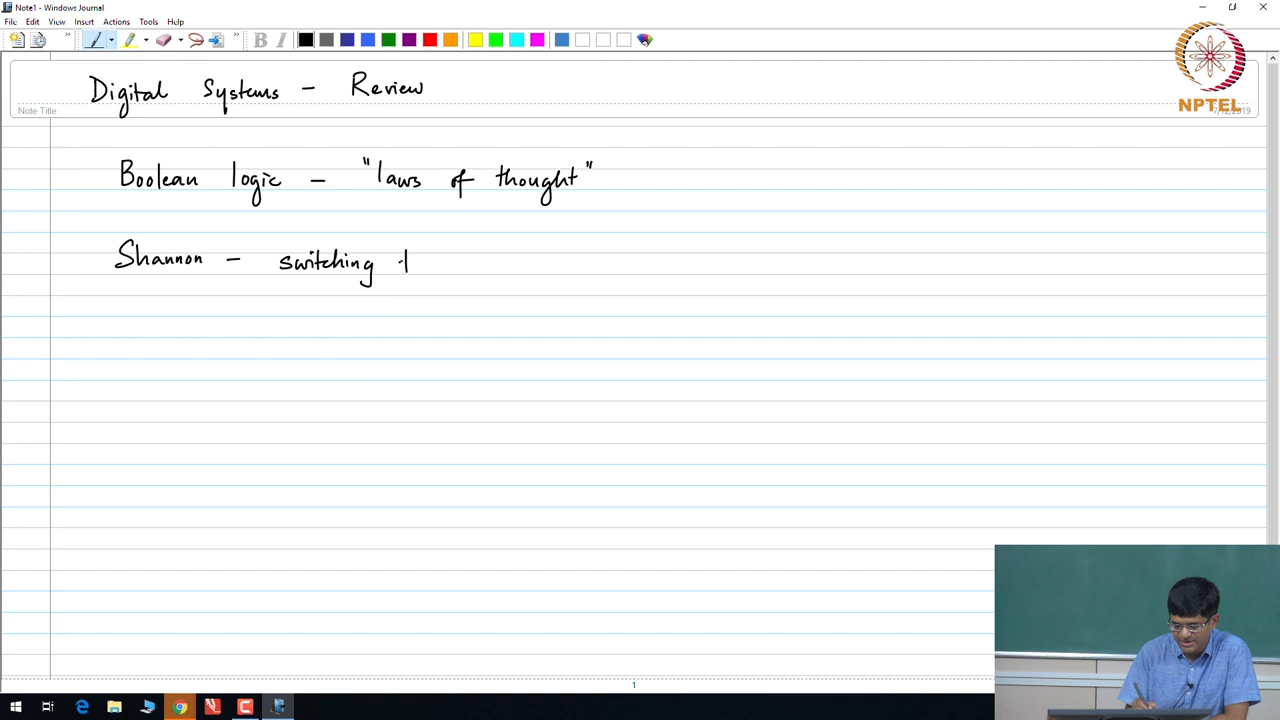 Note1 - Windows Journal
File Edit View Insert Actions Tools Help
B I
Digital Systems - Review
Note Title
NPTEL
Boolean logic - "laws of thought"
Shannon - switching
1